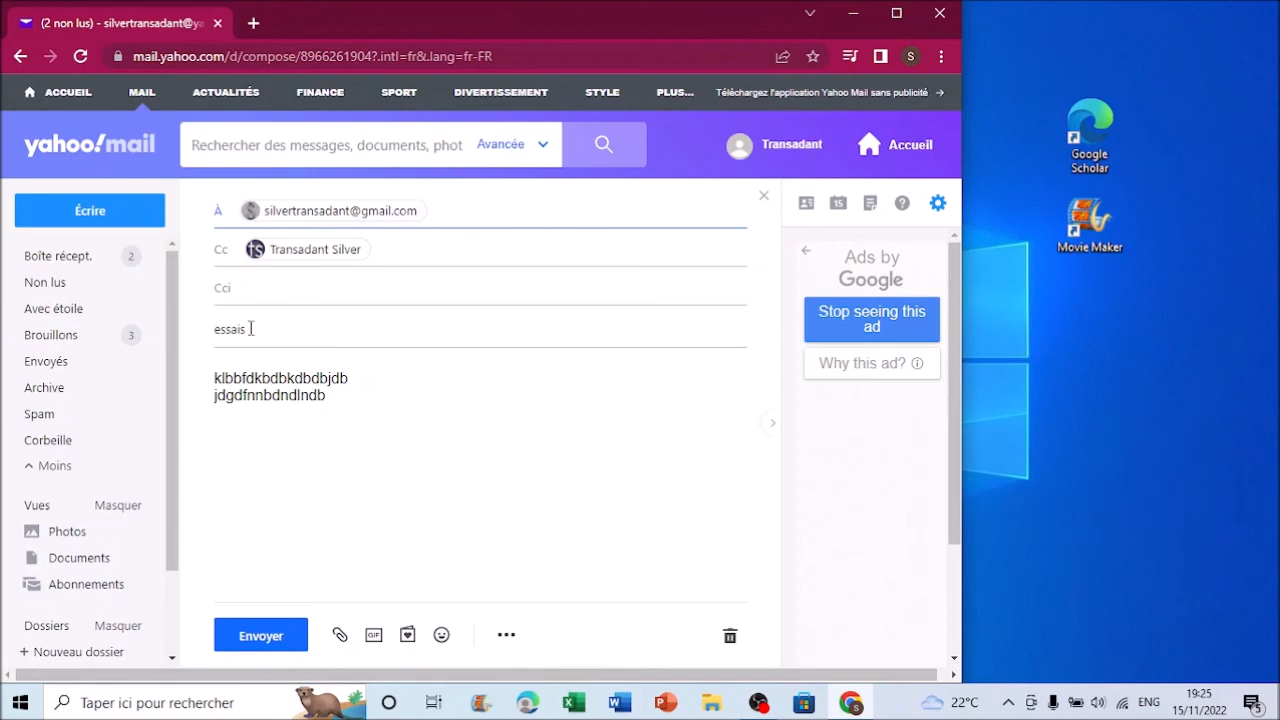 (2 non lus) - silvertransadant@ya
mail.yahoo.com/d/compose/8966261904?.intl=fr&.lang=fr-FR
S
ACCUEIL MAIL ACTUALITÉS FINANCE SPORT DIVERTISSEMENT STYLE PLUS... Téléchargez l'application Yahoo Mail sans publicité
yahoo!mail
Rechercher des messages, documents, phot Avancée
Transadant Accueil
Écrire
Boîte récept. 2
Non lus
Avec étoile
Brouillons 3
Envoyés
Archive
Spam
Corbeille
Moins
Vues Masquer
Photos
Documents
Abonnements
Dossiers Masquer
+ Nouveau dossier
À silvertransadant@gmail.com
Cc Transadant Silver
Cci
essais
klbbfdkbdbkdbdbjdb
jdgdfnnbdndlndb
Envoyer
GIF
15
Ads by
Google
Stop seeing this
ad
Why this ad?
Google
Scholar
Movie Maker
Taper ici pour rechercher
22°C
ENG
19:25
15/11/2022
5